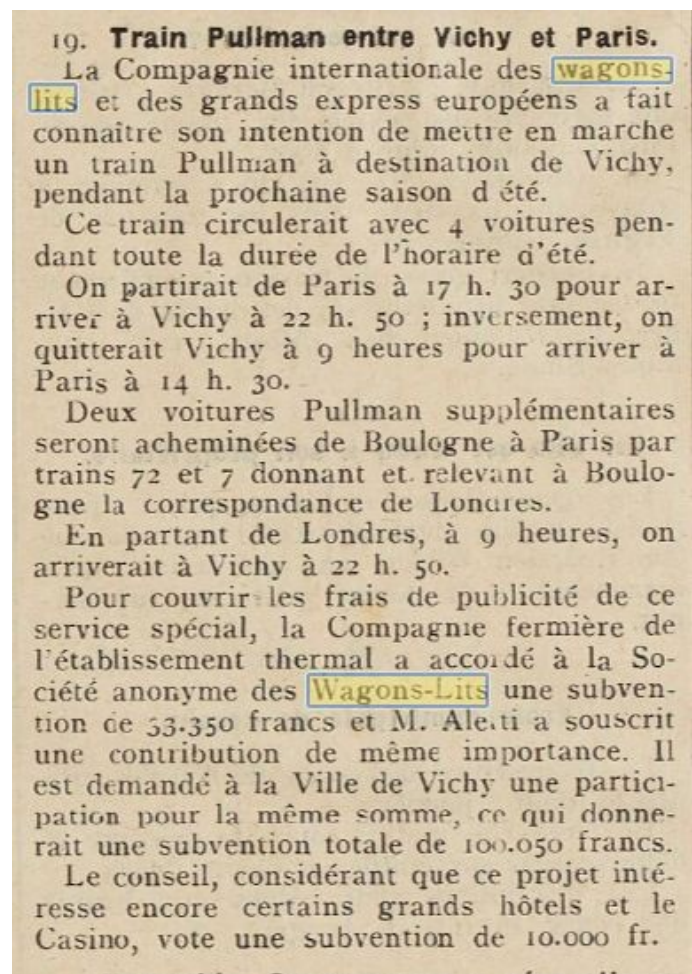 19. Train Pullman entre Vichy et Paris.
La Compagnie internationale des wagons-
lits et des grands express européens a fait
connaître son intention de mettre en marche
un train Pullman à destination de Vichy,
pendant la prochaine saison d été.
Ce train circulerait avec 4 voitures pen-
dant toute la durée de l'horaire d'été.
On partirait de Paris à 17 h. 30 pour ar-
river à Vichy à 22 h. 50 ; inversement, on
quitterait Vichy à 9 heures pour arriver à
Paris à 14 h. 30.
Deux voitures Pullman supplémentaires
seront acheminées de Boulogne à Paris par
trains 72 et 7 donnant et relevant à Boulo-
gne la correspondance de Londres.
En partant de Londres, à 9 heures, on
arriverait à Vichy à 22 h. 50.
Pour couvrir les frais de publicité de ce
service spécial, la Compagnie fermière de
l'établissement thermal a accordé à la So-
ciété anonyme des Wagons-Lits une subven-
tion de 33.350 francs et M. Aletti a souscrit
une contribution de même importance. Il
est demandé à la Ville de Vichy une partici-
pation pour la même somme, ce qui donne-
rait une subvention totale de 100.050 francs.
Le conseil, considérant que ce projet inté-
resse encore certains grands hôtels et le
Casino, vote une subvention de 10.000 fr.